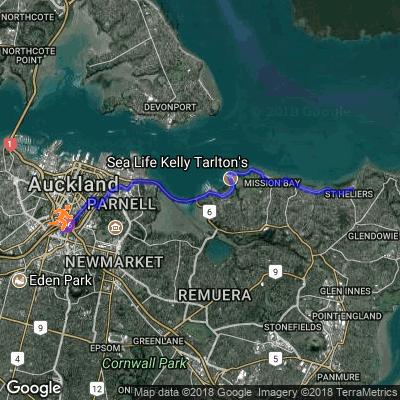 NORTHCOTE
NORTHCOTE
POINT
DEVONPORT
© 2018 Google
1
Sea Life Kelly Tarlton's
MISSION BAY
Auckland
ST HELIERS
PARNELL
6
GLENDOWIE
NEWMARKET
9
Eden Park
GLEN INNES
REMUERA
POINT ENGLAND
9
STONEFIELDS
GREENLANE
EPSOM
4
Cornwall Park
5
PANMURE
12
Google
Map data ©2018 Google Imagery ©2018 TerraMetrics